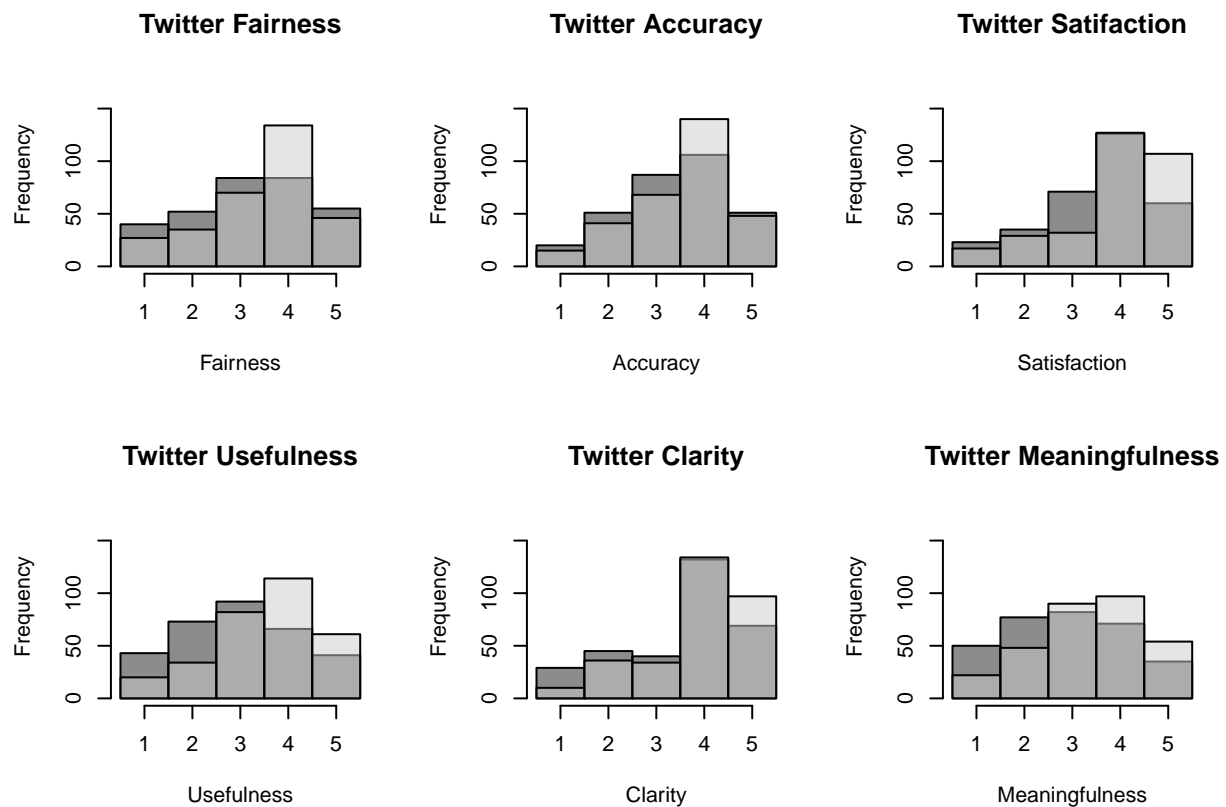 Twitter Fairness
Frequency
0 50 100
1 2 3 4 5
Fairness
Twitter Accuracy
Frequency
0 50 100
1 2 3 4 5
Accuracy
Twitter Satifaction
Frequency
0 50 100
1 2 3 4 5
Satisfaction
Twitter Usefulness
Frequency
0 50 100
1 2 3 4 5
Usefulness
Twitter Clarity
Frequency
0 50 100
1 2 3 4 5
Clarity
Twitter Meaningfulness
Frequency
0 50 100
1 2 3 4 5
Meaningfulness